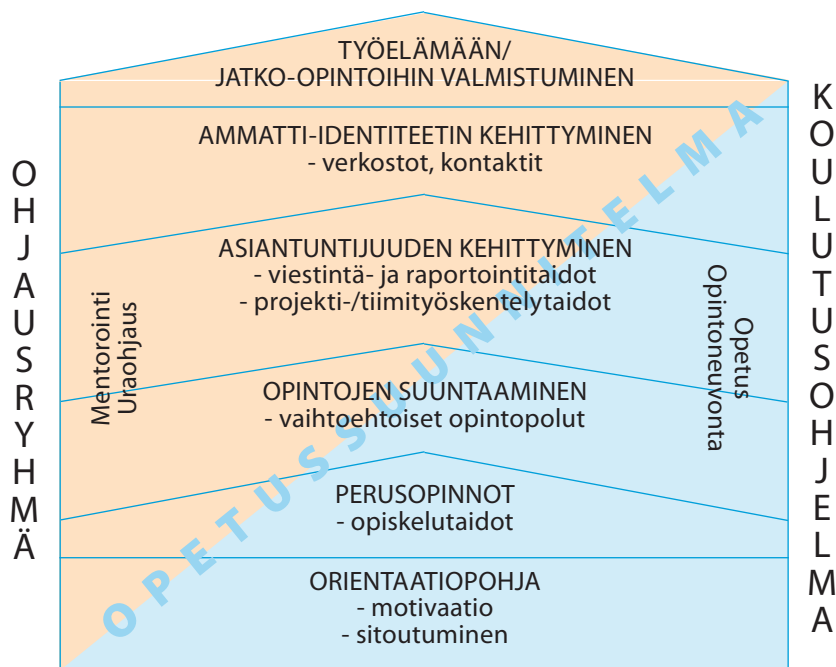 TYÖELÄMÄÄN/
JATKO-OPINTOIHIN VALMISTUMINEN
AMMATTI-IDENTITEETIN KEHITTYMINEN
- verkostot, kontaktit
ASIANTUNTIJUUDEN KEHITTYMINEN
- viestintä- ja raportointitaidot
- projekti-/tiimityöskentelytaidot
OPINTOJEN SUUNTAAMINEN
- vaihtoehtoiset opintopolut
PERUSOPINNOT
- opiskelutaidot
ORIENTAATIOPOHJA
- motivaatio
- sitoutuminen
OHJAUSRYHMÄ
Mentorointi
Uraohjaus
OPETUSSUUNNITELMA
Opetus
Opintoneuvonta
KOULUTUSOHJELMA